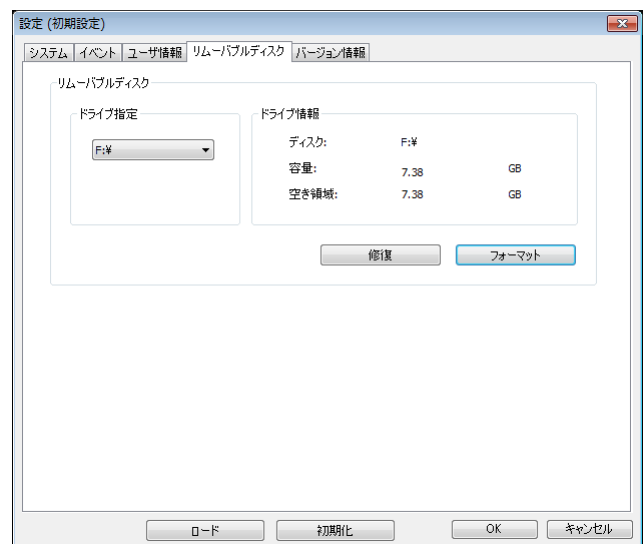 設定 (初期設定)
システム イベント ユーザ情報 リムーバブルディスク バージョン情報
リムーバブルディスク
ドライブ指定 ドライブ情報
F:¥ ディスク: F:¥
容量: 7.38 GB
空き領域: 7.38 GB
修復 フォーマット
ロード 初期化 OK キャンセル